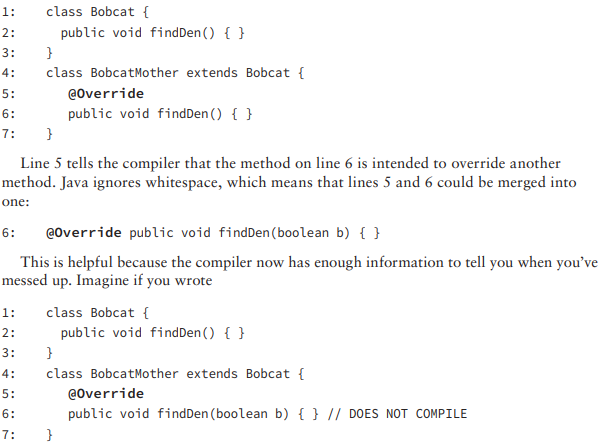 1: class Bobcat {
2: public void findDen() { }
3: }
4: class BobcatMother extends Bobcat {
5: @Override
6: public void findDen() { }
7: }
Line 5 tells the compiler that the method on line 6 is intended to override another
method. Java ignores whitespace, which means that lines 5 and 6 could be merged into
one:
6: @Override public void findDen(boolean b) { }
This is helpful because the compiler now has enough information to tell you when you’ve
messed up. Imagine if you wrote
1: class Bobcat {
2: public void findDen() { }
3: }
4: class BobcatMother extends Bobcat {
5: @Override
6: public void findDen(boolean b) { } // DOES NOT COMPILE
7: }